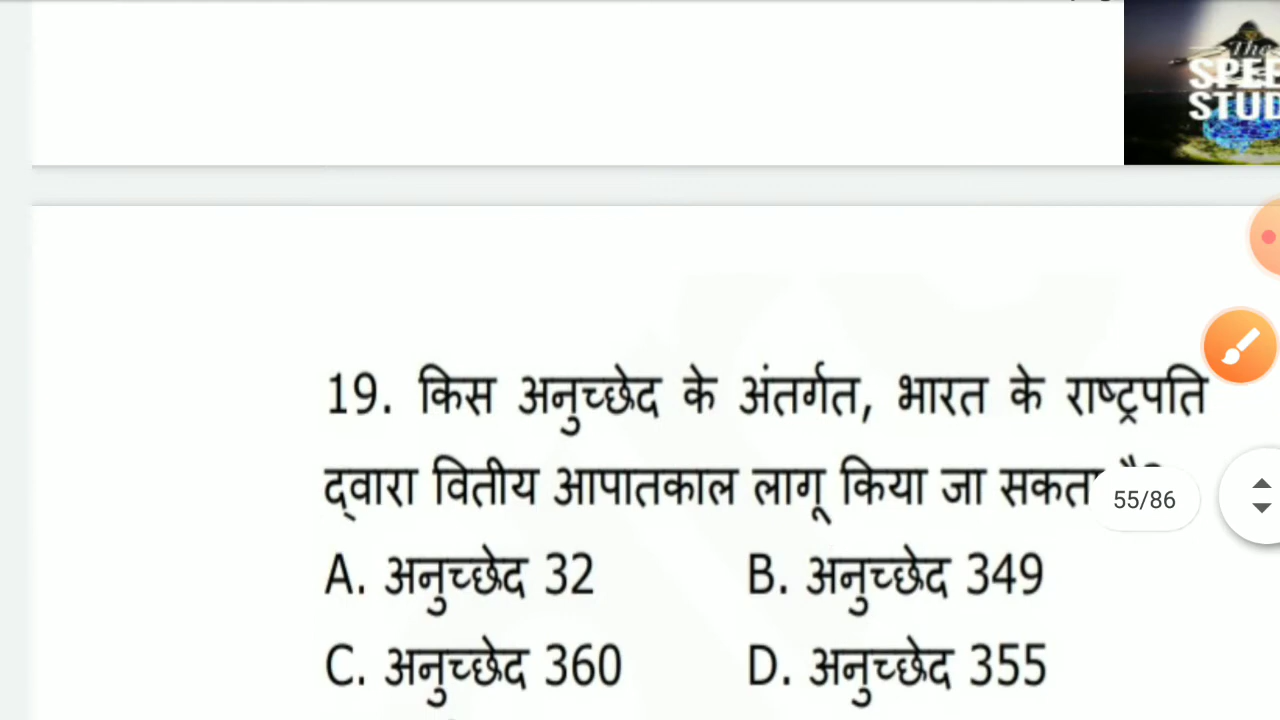 The
SPEE
STUD
19. किस अनुच्छेद के अंतर्गत, भारत के राष्ट्रपति
द्वारा वितीय आपातकाल लागू किया जा सकता
55/86
A. अनुच्छेद 32 B. अनुच्छेद 349
C. अनुच्छेद 360 D. अनुच्छेद 355